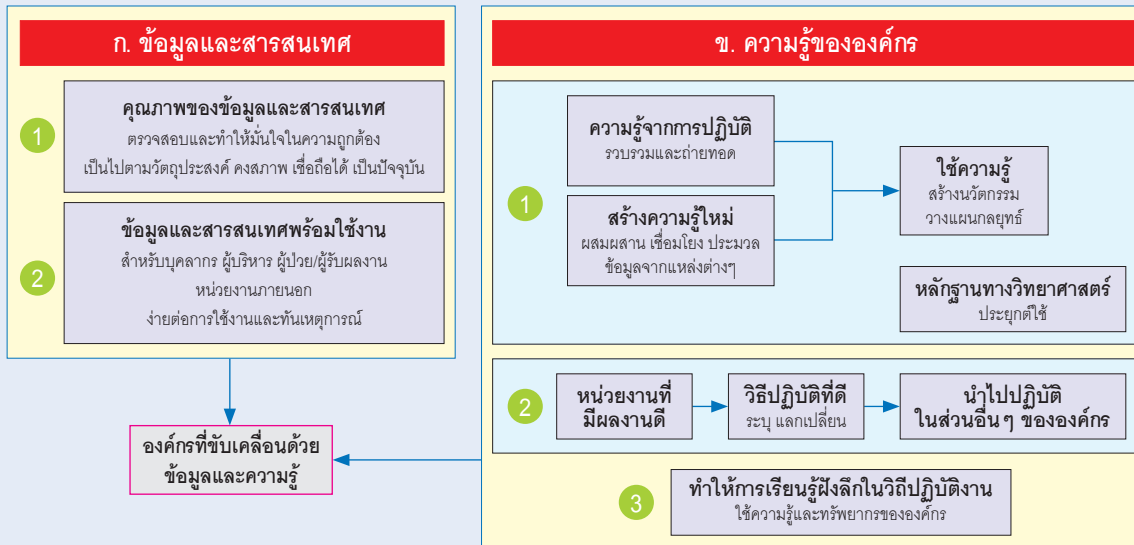 ก. ข้อมูลและสารสนเทศ
1
คุณภาพของข้อมูลและสารสนเทศ
ตรวจสอบและทำให้มั่นใจในความถูกต้อง
เป็นไปตามวัตถุประสงค์ คงสภาพ เชื่อถือได้ เป็นปัจจุบัน
2
ข้อมูลและสารสนเทศพร้อมใช้งาน
สำหรับบุคลากร ผู้บริหาร ผู้ป่วย/ผู้รับผลงาน
หน่วยงานภายนอก
ง่ายต่อการใช้งานและทันเหตุการณ์
องค์กรที่ขับเคลื่อนด้วย
ข้อมูลและความรู้
ข. ความรู้ขององค์กร
1
ความรู้จากการปฏิบัติ
รวบรวมและถ่ายทอด
สร้างความรู้ใหม่
ผสมผสาน เชื่อมโยง ประมวล
ข้อมูลจากแหล่งต่างๆ
ใช้ความรู้
สร้างนวัตกรรม
วางแผนกลยุทธ์
หลักฐานทางวิทยาศาสตร์
ประยุกต์ใช้
2
หน่วยงานที่
มีผลงานดี
วิธีปฏิบัติที่ดี
ระบุ แลกเปลี่ยน
นำไปปฏิบัติ
ในส่วนอื่นๆ ขององค์กร
3
ทำให้การเรียนรู้ฝังลึกในวิถีปฏิบัติงาน
ใช้ความรู้และทรัพยากรขององค์กร